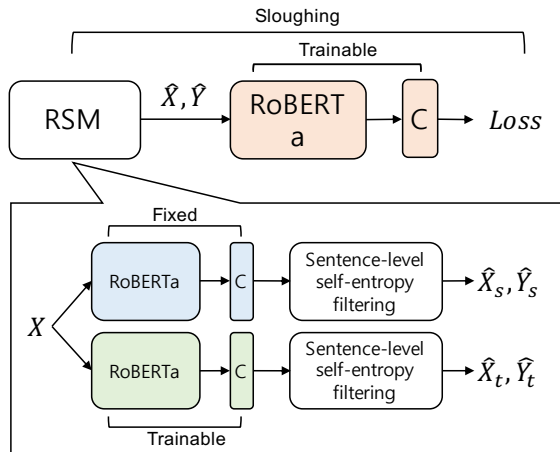 Sloughing
Trainable
RSM
X̂, Ŷ
RoBERT
a
C
Loss
Fixed
RoBERTa
C
Sentence-level
self-entropy
filtering
X̂s, Ŷs
X
RoBERTa
C
Sentence-level
self-entropy
filtering
X̂t, Ŷt
Trainable